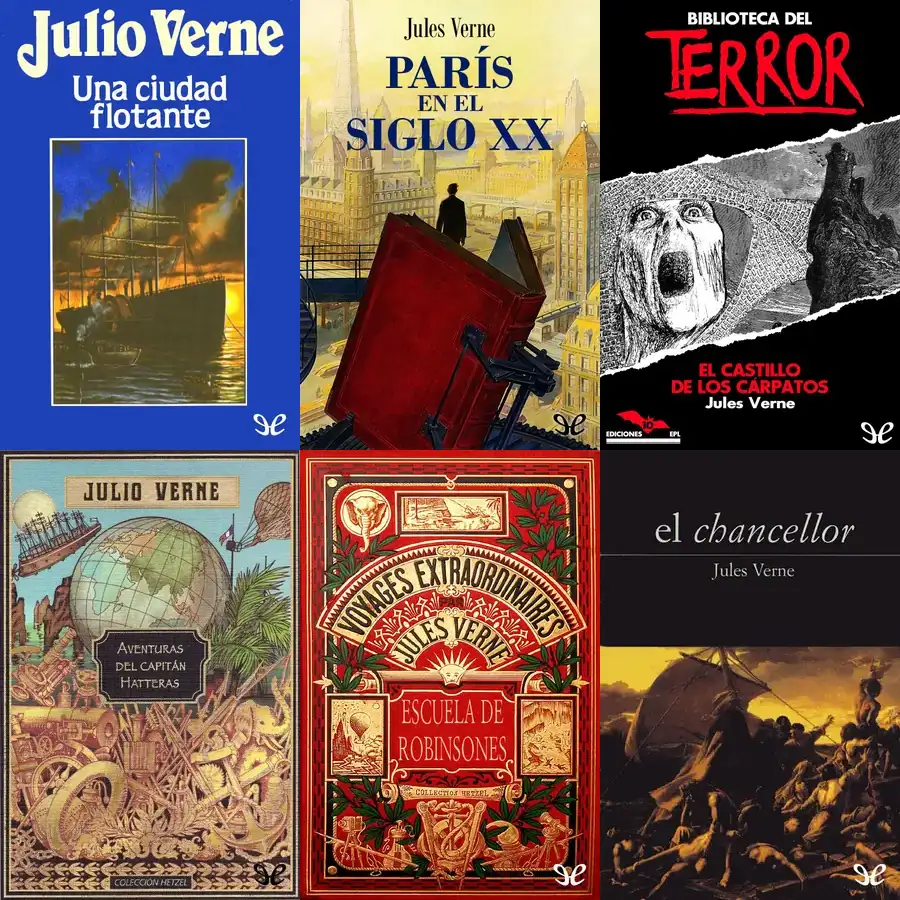 Julio Verne
Una ciudad
flotante
Jules Verne
PARÍS
EN EL
SIGLO XX
BIBLIOTECA DEL
TERROR
EL CASTILLO
DE LOS CÁRPATOS
Jules Verne
EDICIONES EPL
JULIO VERNE
AVENTURAS
DEL CAPITÁN
HATTERAS
COLECCIÓN HETZEL
VOYAGES EXTRAORDINAIRES
PAR
JULES VERNE
ESCUELA DE
ROBINSONES
COLLECTION HETZEL
el chancellor
Jules Verne